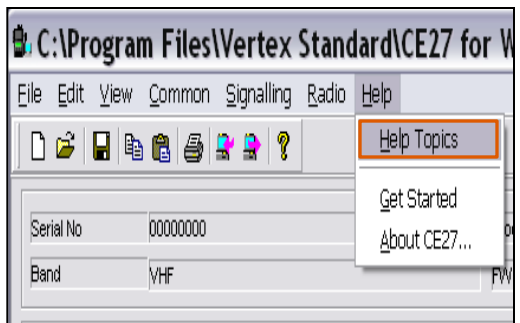 C:\Program Files\Vertex Standard\CE27 for W
File Edit View Common Signalling Radio Help
Help Topics
Get Started
About CE27...
Serial No 00000000
Band VHF FW